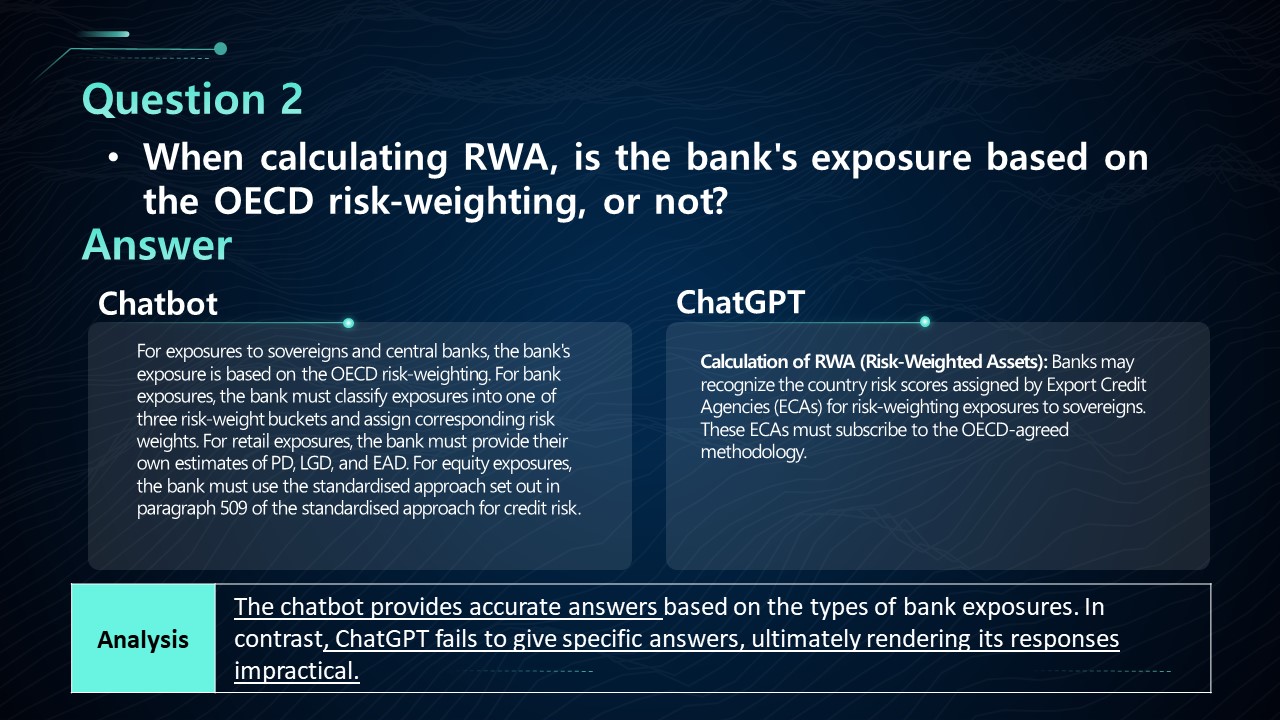 Question 2
• When calculating RWA, is the bank's exposure based on
the OECD risk-weighting, or not?
Answer
Chatbot
For exposures to sovereigns and central banks, the bank's
exposure is based on the OECD risk-weighting. For bank
exposures, the bank must classify exposures into one of
three risk-weight buckets and assign corresponding risk
weights. For retail exposures, the bank must provide their
own estimates of PD, LGD, and EAD. For equity exposures,
the bank must use the standardised approach set out in
paragraph 509 of the standardised approach for credit risk.
ChatGPT
Calculation of RWA (Risk-Weighted Assets): Banks may
recognize the country risk scores assigned by Export Credit
Agencies (ECAs) for risk-weighting exposures to sovereigns.
These ECAs must subscribe to the OECD-agreed
methodology.
Analysis
The chatbot provides accurate answers based on the types of bank exposures. In
contrast, ChatGPT fails to give specific answers, ultimately rendering its responses
impractical.